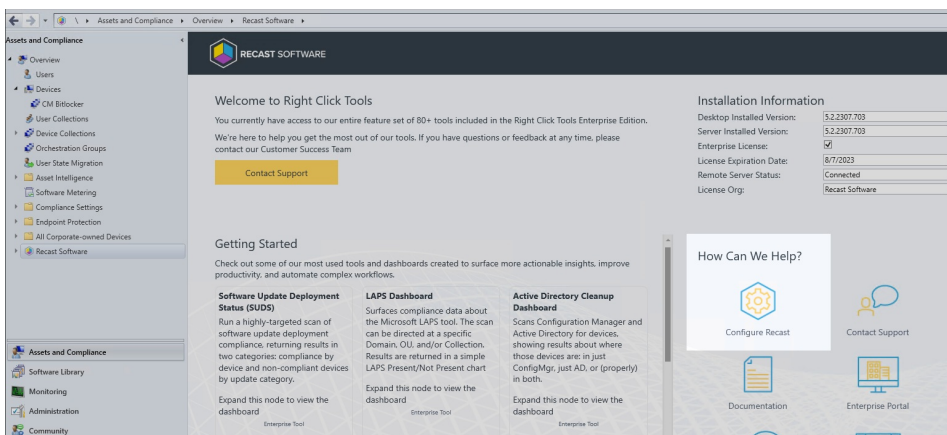 \ Assets and Compliance Overview Recast Software
Assets and Compliance
Overview
Users
Devices
CM Bitlocker
User Collections
Device Collections
Orchestration Groups
User State Migration
Asset Intelligence
Software Metering
Compliance Settings
Endpoint Protection
All Corporate-owned Devices
Recast Software
Assets and Compliance
Software Library
Monitoring
Administration
Community
RECAST SOFTWARE
Welcome to Right Click Tools
You currently have access to our entire feature set of 80+ tools included in the Right Click Tools Enterprise Edition.
We're here to help you get the most out of our tools. If you have questions or feedback at any time, please
contact our Customer Success Team
Contact Support
Installation Information
Desktop Installed Version: 5.2.2307.703
Server Installed Version: 5.2.2307.703
Enterprise License:
License Expiration Date: 8/7/2023
Remote Server Status: Connected
License Org: Recast Software
Getting Started
Check out some of our most used tools and dashboards created to surface more actionable insights, improve
productivity, and automate complex workflows.
Software Update Deployment
Status (SUDS)
Run a highly-targeted scan of
software update deployment
compliance, returning results in
two categories: compliance by
device and non-compliant devices
by update category.
Expand this node to view the
dashboard
Enterprise Tool
LAPS Dashboard
Surfaces compliance data about
the Microsoft LAPS tool. The scan
can be directed at a specific
Domain, OU, and/or Collection.
Results are returned in a simple
LAPS Present/Not Present chart
Expand this node to view the
dashboard
Enterprise Tool
Active Directory Cleanup
Dashboard
Scans Configuration Manager and
Active Directory for devices,
showing results about where
those devices are: in just
ConfigMgr, just AD, or (properly)
in both.
Expand this node to view the
dashboard
Enterprise Tool
How Can We Help?
Configure Recast
Contact Support
Documentation
Enterprise Portal